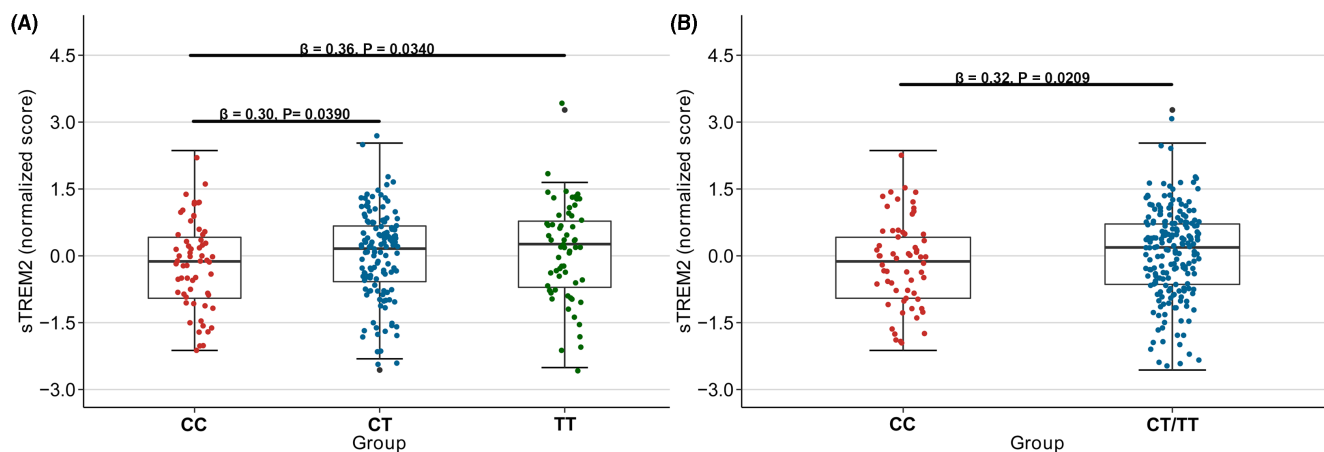 (A)
sTREM2 (normalized score)
4.5
3.0
1.5
0.0
−1.5
−3.0
β = 0.36, P = 0.0340
β = 0.30, P= 0.0390
CC CT TT
Group
(B)
sTREM2 (normalized score)
4.5
3.0
1.5
0.0
−1.5
−3.0
β = 0.32, P = 0.0209
CC CT/TT
Group